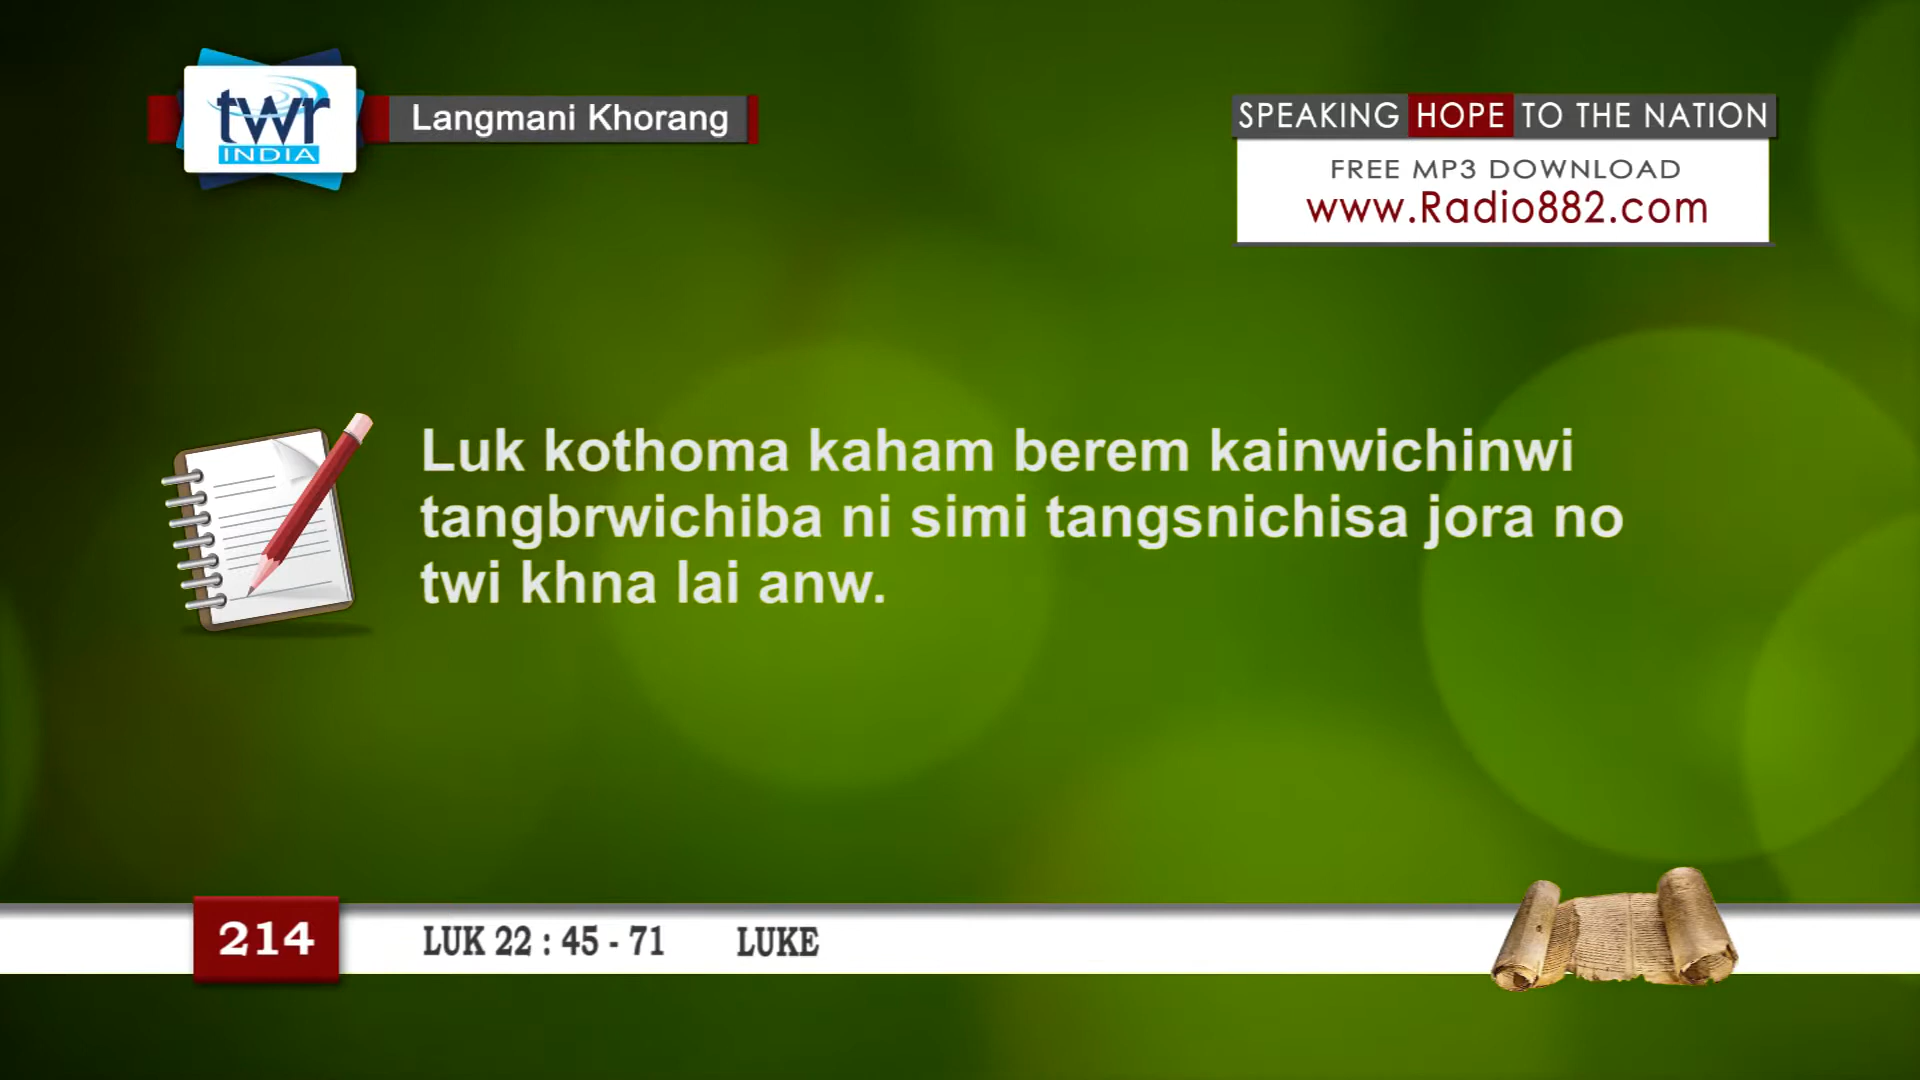 twr
INDIA
Langmani Khorang
SPEAKING HOPE TO THE NATION
FREE MP3 DOWNLOAD
www.Radio882.com
Luk kothoma kaham berem kainwichinwi
tangbrwichiba ni simi tangsnichisa jora no
twi khna lai anw.
214
LUK 22 : 45 - 71
LUKE